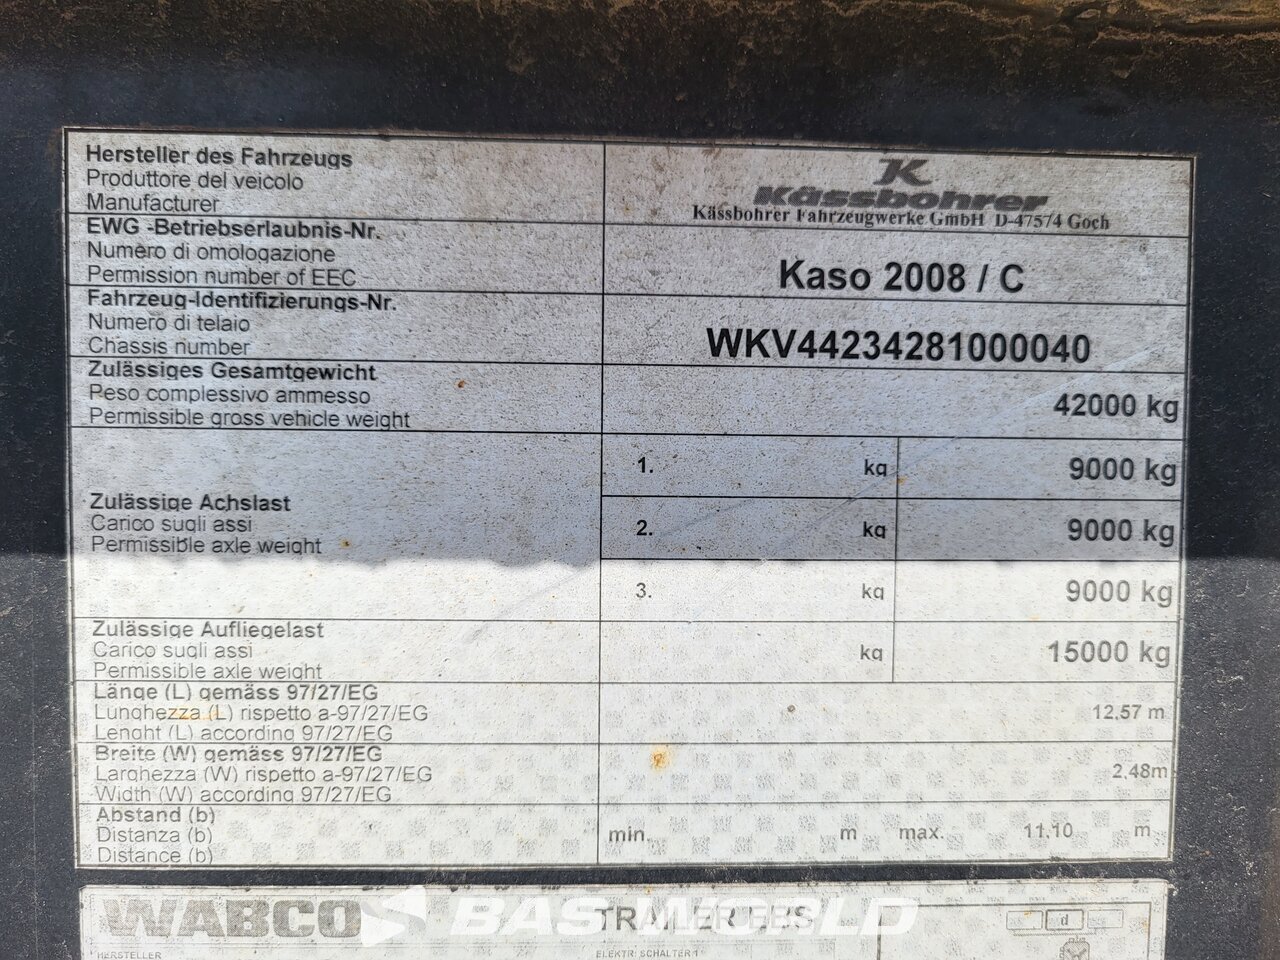 Hersteller des Fahrzeugs
Produttore del veicolo
Manufacturer
K
Kässbohrer
Kässbohrer Fahrzeugwerke GmbH D-47574 Goch
EWG -Betriebserlaubnis-Nr.
Numero di omologazione
Permission number of EEC
Kaso 2008 / C
Fahrzeug-Identifizierungs-Nr.
Numero di telaio
Chassis number
WKV44234281000040
Zulässiges Gesamtgewicht
Peso complessivo ammesso
Permissible gross vehicle weight
42000 kg
Zulässige Achslast
Carico sugli assi
Permissible axle weight
1. kg 9000 kg
2. kg 9000 kg
3. kg 9000 kg
Zulässige Aufliegelast
Carico sugli assi
Permissible axle weight
kg 15000 kg
Länge (L) gemäss 97/27/EG
Lunghezza (L) rispetto a-97/27/EG
Lenght (L) according 97/27/EG
12,57 m
Breite (W) gemäss 97/27/EG
Larghezza (W) rispetto a-97/27/EG
Width (W) according 97/27/EG
2,48m
Abstand (b)
Distanza (b)
Distance (b)
min. m max. 11,10 m
WABCO
TRAILER EBS
d
BAS WORLD
HERSTELLER
ELEKTR. SCHALTER 1